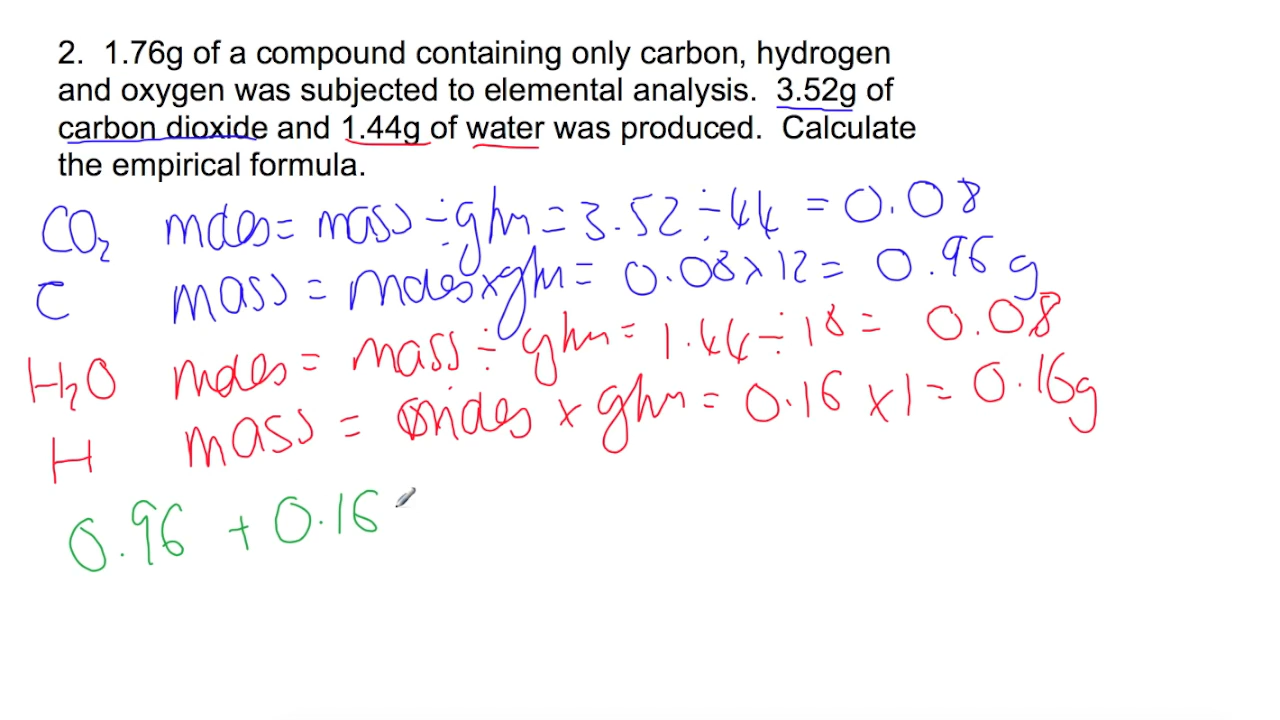 2. 1.76g of a compound containing only carbon, hydrogen
and oxygen was subjected to elemental analysis. 3.52g of
carbon dioxide and 1.44g of water was produced. Calculate
the empirical formula.
CO₂ moles = mass ÷ gfm = 3.52 ÷ 44 = 0.08
C mass = moles x gfm = 0.08 x 12 = 0.96 g
H₂O moles = mass ÷ gfm = 1.44 ÷ 18 = 0.08
H mass = moles x gfm = 0.16 x 1 = 0.16g
0.96 + 0.16